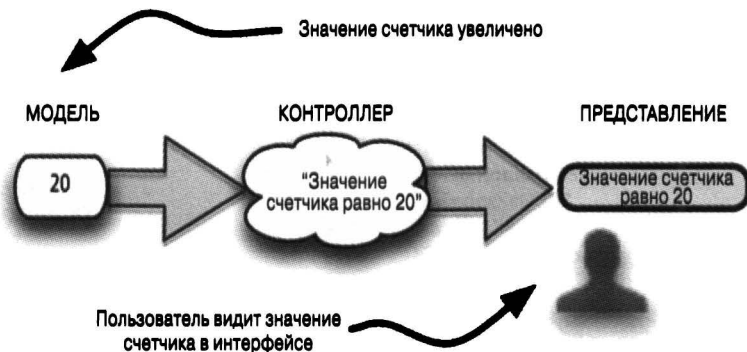 Значение счетчика увеличено
МОДЕЛЬ
КОНТРОЛЛЕР
ПРЕДСТАВЛЕНИЕ
20
"Значение
счетчика равно 20"
Значение счетчика
равно 20
Пользователь видит значение
счетчика в интерфейсе